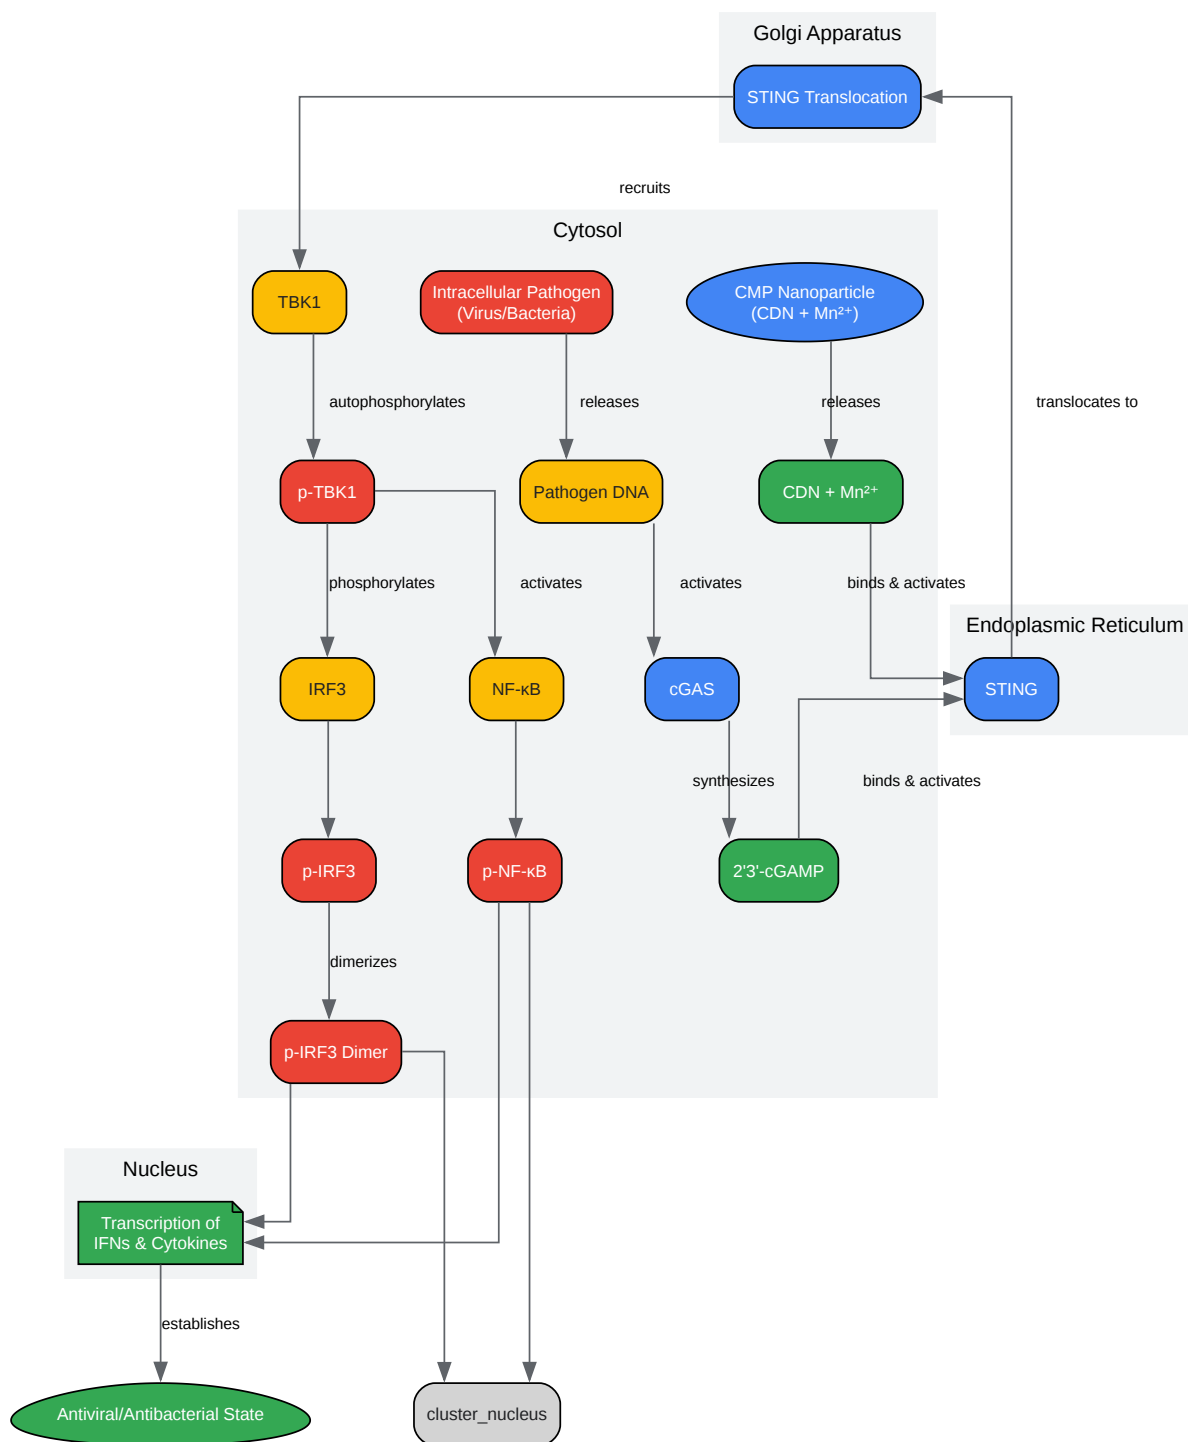 Golgi Apparatus
STING Translocation
recruits
Cytosol
TBK1
Intracellular Pathogen
(Virus/Bacteria)
CMP Nanoparticle
(CDN + Mn²⁺)
autophosphorylates
releases
releases
translocates to
p-TBK1
Pathogen DNA
CDN + Mn²⁺
phosphorylates
activates
activates
binds & activates
Endoplasmic Reticulum
IRF3
NF-κB
cGAS
STING
synthesizes
binds & activates
p-IRF3
p-NF-κB
2'3'-cGAMP
dimerizes
p-IRF3 Dimer
Nucleus
Transcription of
IFNs & Cytokines
establishes
Antiviral/Antibacterial State
cluster_nucleus